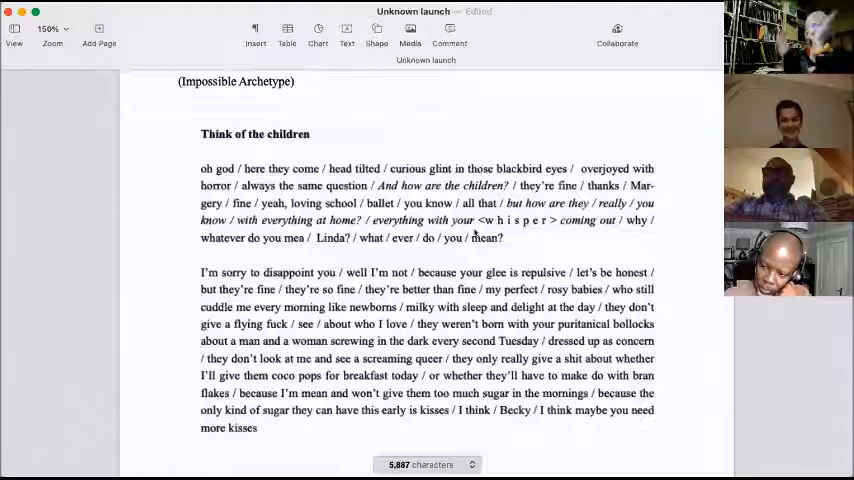 Unknown launch — Edited
150%
View
Zoom
Add Page
Insert
Table
Chart
Text
Shape
Media
Comment
Collaborate
Unknown launch
(Impossible Archetype)
Think of the children
oh god / here they come / head tilted / curious glint in those blackbird eyes / overjoyed with
horror / always the same question / And how are the children? / they're fine / thanks / Mar-
gery / fine / yeah, loving school / ballet / you know / all that / but how are they / really / you
know / with everything at home? / everything with your <w h i s p e r > coming out / why /
whatever do you mea / Linda? / what / ever / do / you / mean?
I'm sorry to disappoint you / well I'm not / because your glee is repulsive / let's be honest /
but they're fine / they're so fine / they're better than fine / my perfect / rosy babies / who still
cuddle me every morning like newborns / milky with sleep and delight at the day / they don't
give a flying fuck / see / about who I love / they weren't born with your puritanical bollocks
about a man and a woman screwing in the dark every second Tuesday / dressed up as concern
/ they don't look at me and see a screaming queer / they only really give a shit about whether
I'll give them coco pops for breakfast today / or whether they'll have to make do with bran
flakes / because I'm mean and won't give them too much sugar in the mornings / because the
only kind of sugar they can have this early is kisses / I think / Becky / I think maybe you need
more kisses
5,887 characters